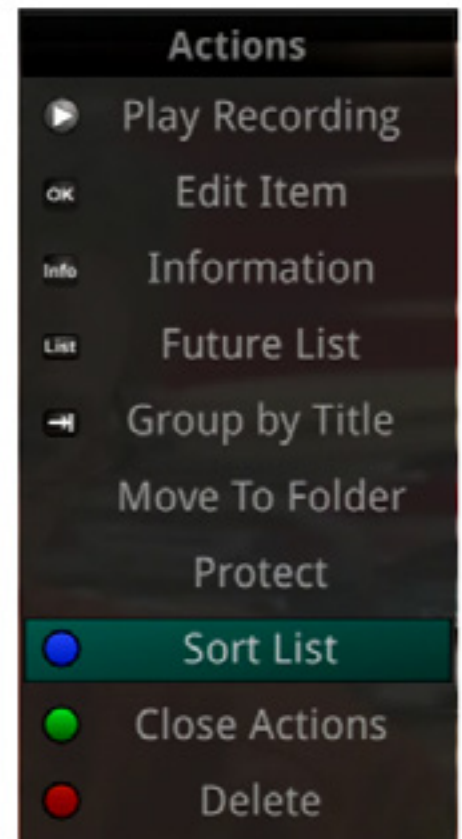 Actions
Play Recording
OK Edit Item
Info Information
List Future List
Group by Title
Move To Folder
Protect
Sort List
Close Actions
Delete